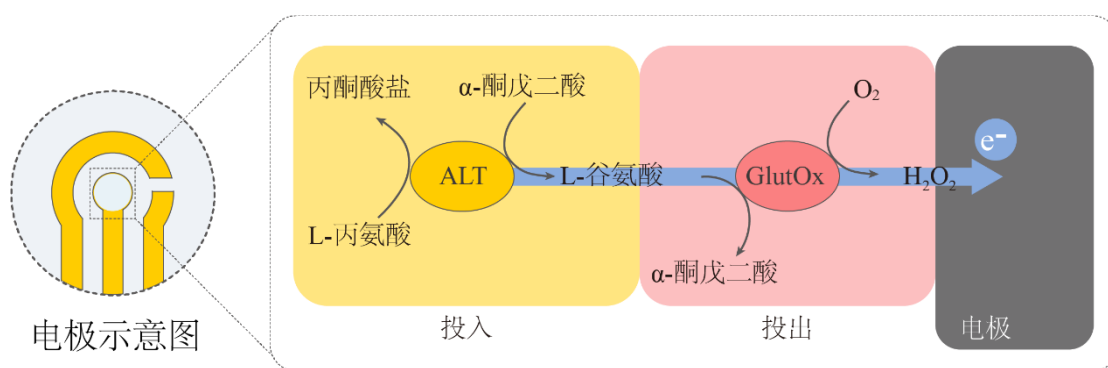 丙酮酸盐
α-酮戊二酸
O₂
ALT
L-谷氨酸
GlutOx
H₂O₂
e⁻
L-丙氨酸
α-酮戊二酸
投入
投出
电极
电极示意图